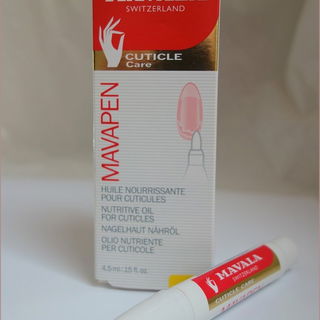 SWITZERLAND
CUTICLE
Care
MAVAPEN
HUILE NOURRISSANTE
POUR CUTICULES
NUTRITIVE OIL
FOR CUTICLES
NAGELHAUT NÄHRÖL
OLIO NUTRIENTE
PER CUTICOLE
4.5 ml / .15 fl. oz.
MAVALA
SWITZERLAND
CUTICLE CARE